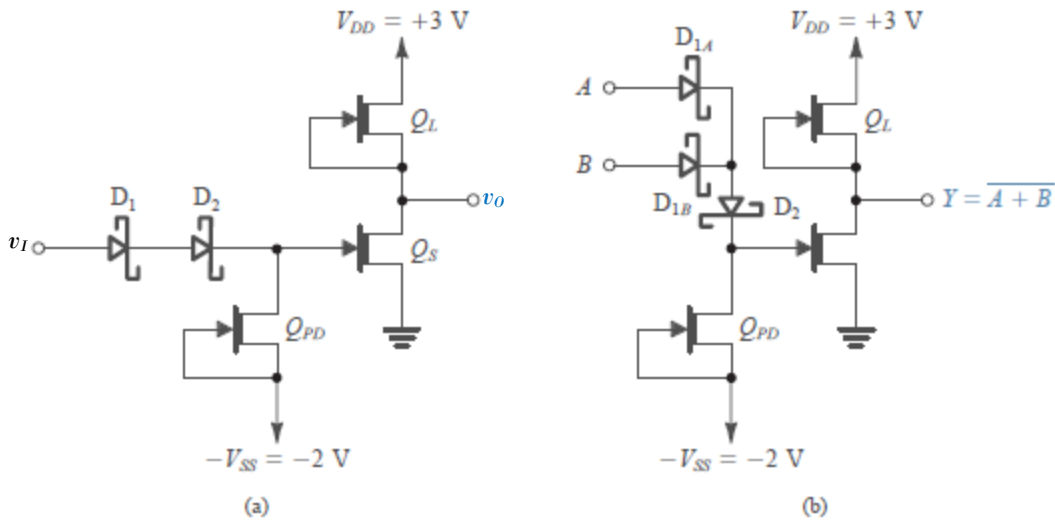 V_DD = +3 V
Q_L
D_1
D_2
v_I
v_O
Q_S
Q_PD
−V_SS = −2 V
(a)
V_DD = +3 V
D_1A
A
Q_L
B
D_1B
D_2
Y = \overline{A + B}
Q_PD
−V_SS = −2 V
(b)